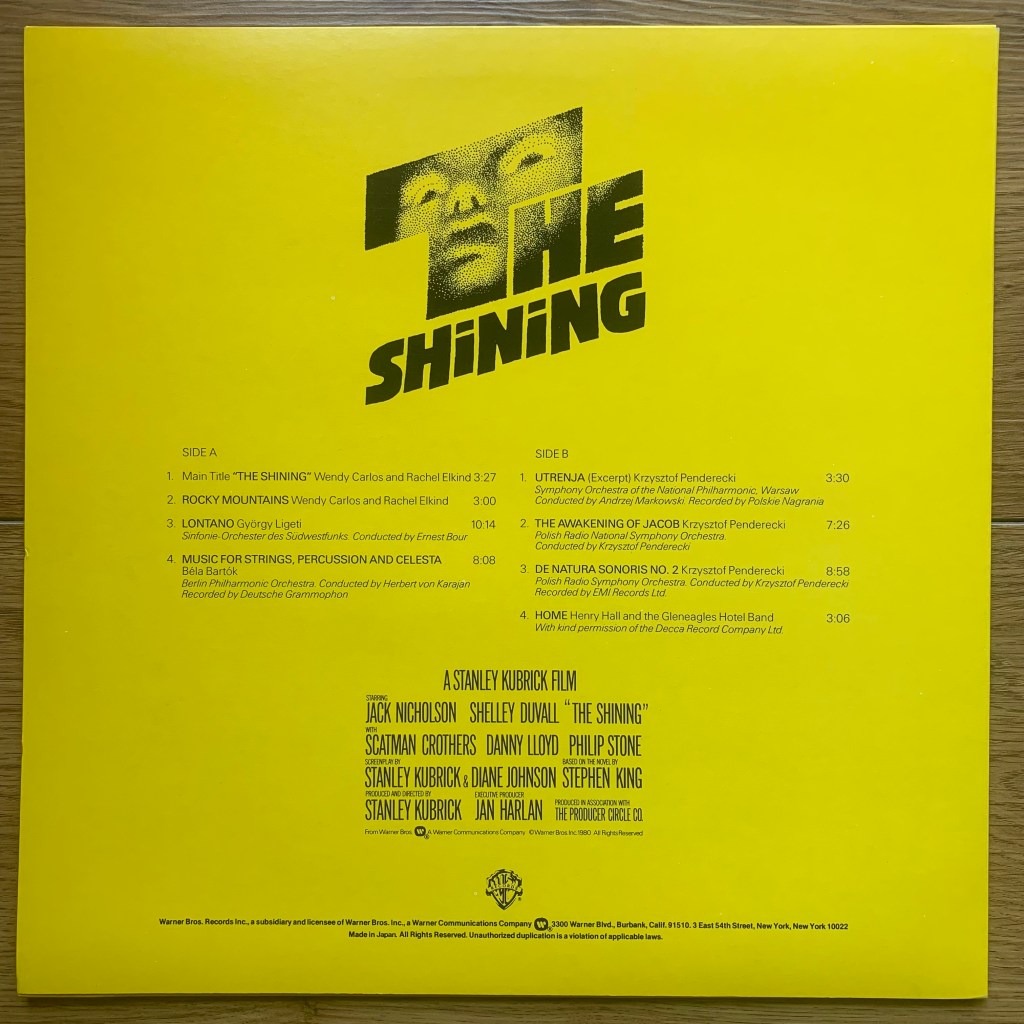 THE
SHiNiNG
SIDE A
1. Main Title "THE SHINING" Wendy Carlos and Rachel Elkind 3:27
2. ROCKY MOUNTAINS Wendy Carlos and Rachel Elkind 3:00
3. LONTANO György Ligeti 10:14
Sinfonie-Orchester des Südwestfunks. Conducted by Ernest Bour
4. MUSIC FOR STRINGS, PERCUSSION AND CELESTA 8:08
Béla Bartók
Berlin Philharmonic Orchestra. Conducted by Herbert von Karajan
Recorded by Deutsche Grammophon
SIDE B
1. UTRENJA (Excerpt) Krzysztof Penderecki 3:30
Symphony Orchestra of the National Philharmonic, Warsaw
Conducted by Andrzej Markowski. Recorded by Polskie Nagrania
2. THE AWAKENING OF JACOB Krzysztof Penderecki 7:26
Polish Radio National Symphony Orchestra.
Conducted by Krzysztof Penderecki
3. DE NATURA SONORIS NO. 2 Krzysztof Penderecki 8:58
Polish Radio Symphony Orchestra. Conducted by Krzysztof Penderecki
Recorded by EMI Records Ltd.
4. HOME Henry Hall and the Gleneagles Hotel Band 3:06
With kind permission of the Decca Record Company Ltd.
A STANLEY KUBRICK FILM
STARRING
JACK NICHOLSON SHELLEY DUVALL "THE SHINING"
WITH
SCATMAN CROTHERS DANNY LLOYD PHILIP STONE
SCREENPLAY BY BASED ON THE NOVEL BY
STANLEY KUBRICK & DIANE JOHNSON STEPHEN KING
PRODUCED AND DIRECTED BY EXECUTIVE PRODUCER PRODUCED IN ASSOCIATION WITH
STANLEY KUBRICK JAN HARLAN THE PRODUCER CIRCLE CO.
From Warner Bros. A Warner Communications Company ©Warner Bros. Inc. 1980 All Rights Reserved
Warner Bros. Records Inc., a subsidiary and licensee of Warner Bros. Inc., a Warner Communications Company ®3300 Warner Blvd., Burbank, Calif. 91510. 3 East 54th Street, New York, New York 10022
Made in Japan. All Rights Reserved. Unauthorized duplication is a violation of applicable laws.